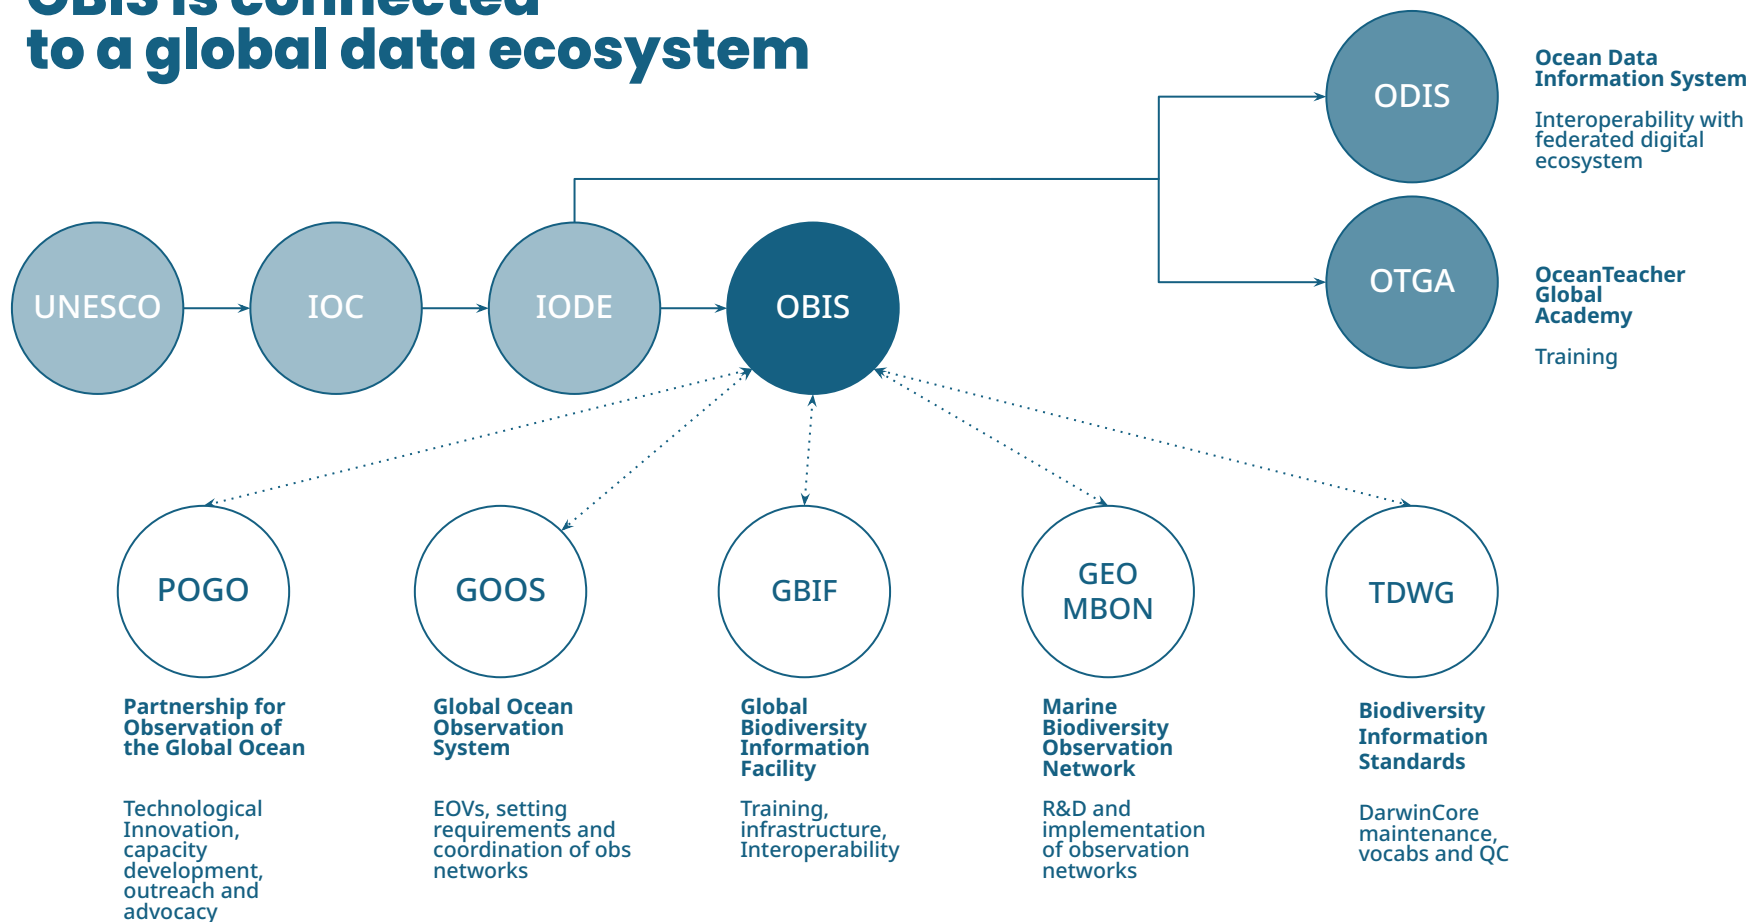 OBIS is connected
to a global data ecosystem
ODIS
Ocean Data
Information System
Interoperability with
federated digital
ecosystem
OTGA
OceanTeacher
Global
Academy
Training
UNESCO
IOC
IODE
OBIS
POGO
Partnership for
Observation of
the Global Ocean
Technological
Innovation,
capacity
development,
outreach and
advocacy
GOOS
Global Ocean
Observation
System
EOVs, setting
requirements and
coordination of obs
networks
GBIF
Global
Biodiversity
Information
Facility
Training,
infrastructure,
Interoperability
GEO
MBON
Marine
Biodiversity
Observation
Network
R&D and
implementation
of observation
networks
TDWG
Biodiversity
Information
Standards
DarwinCore
maintenance,
vocabs and QC